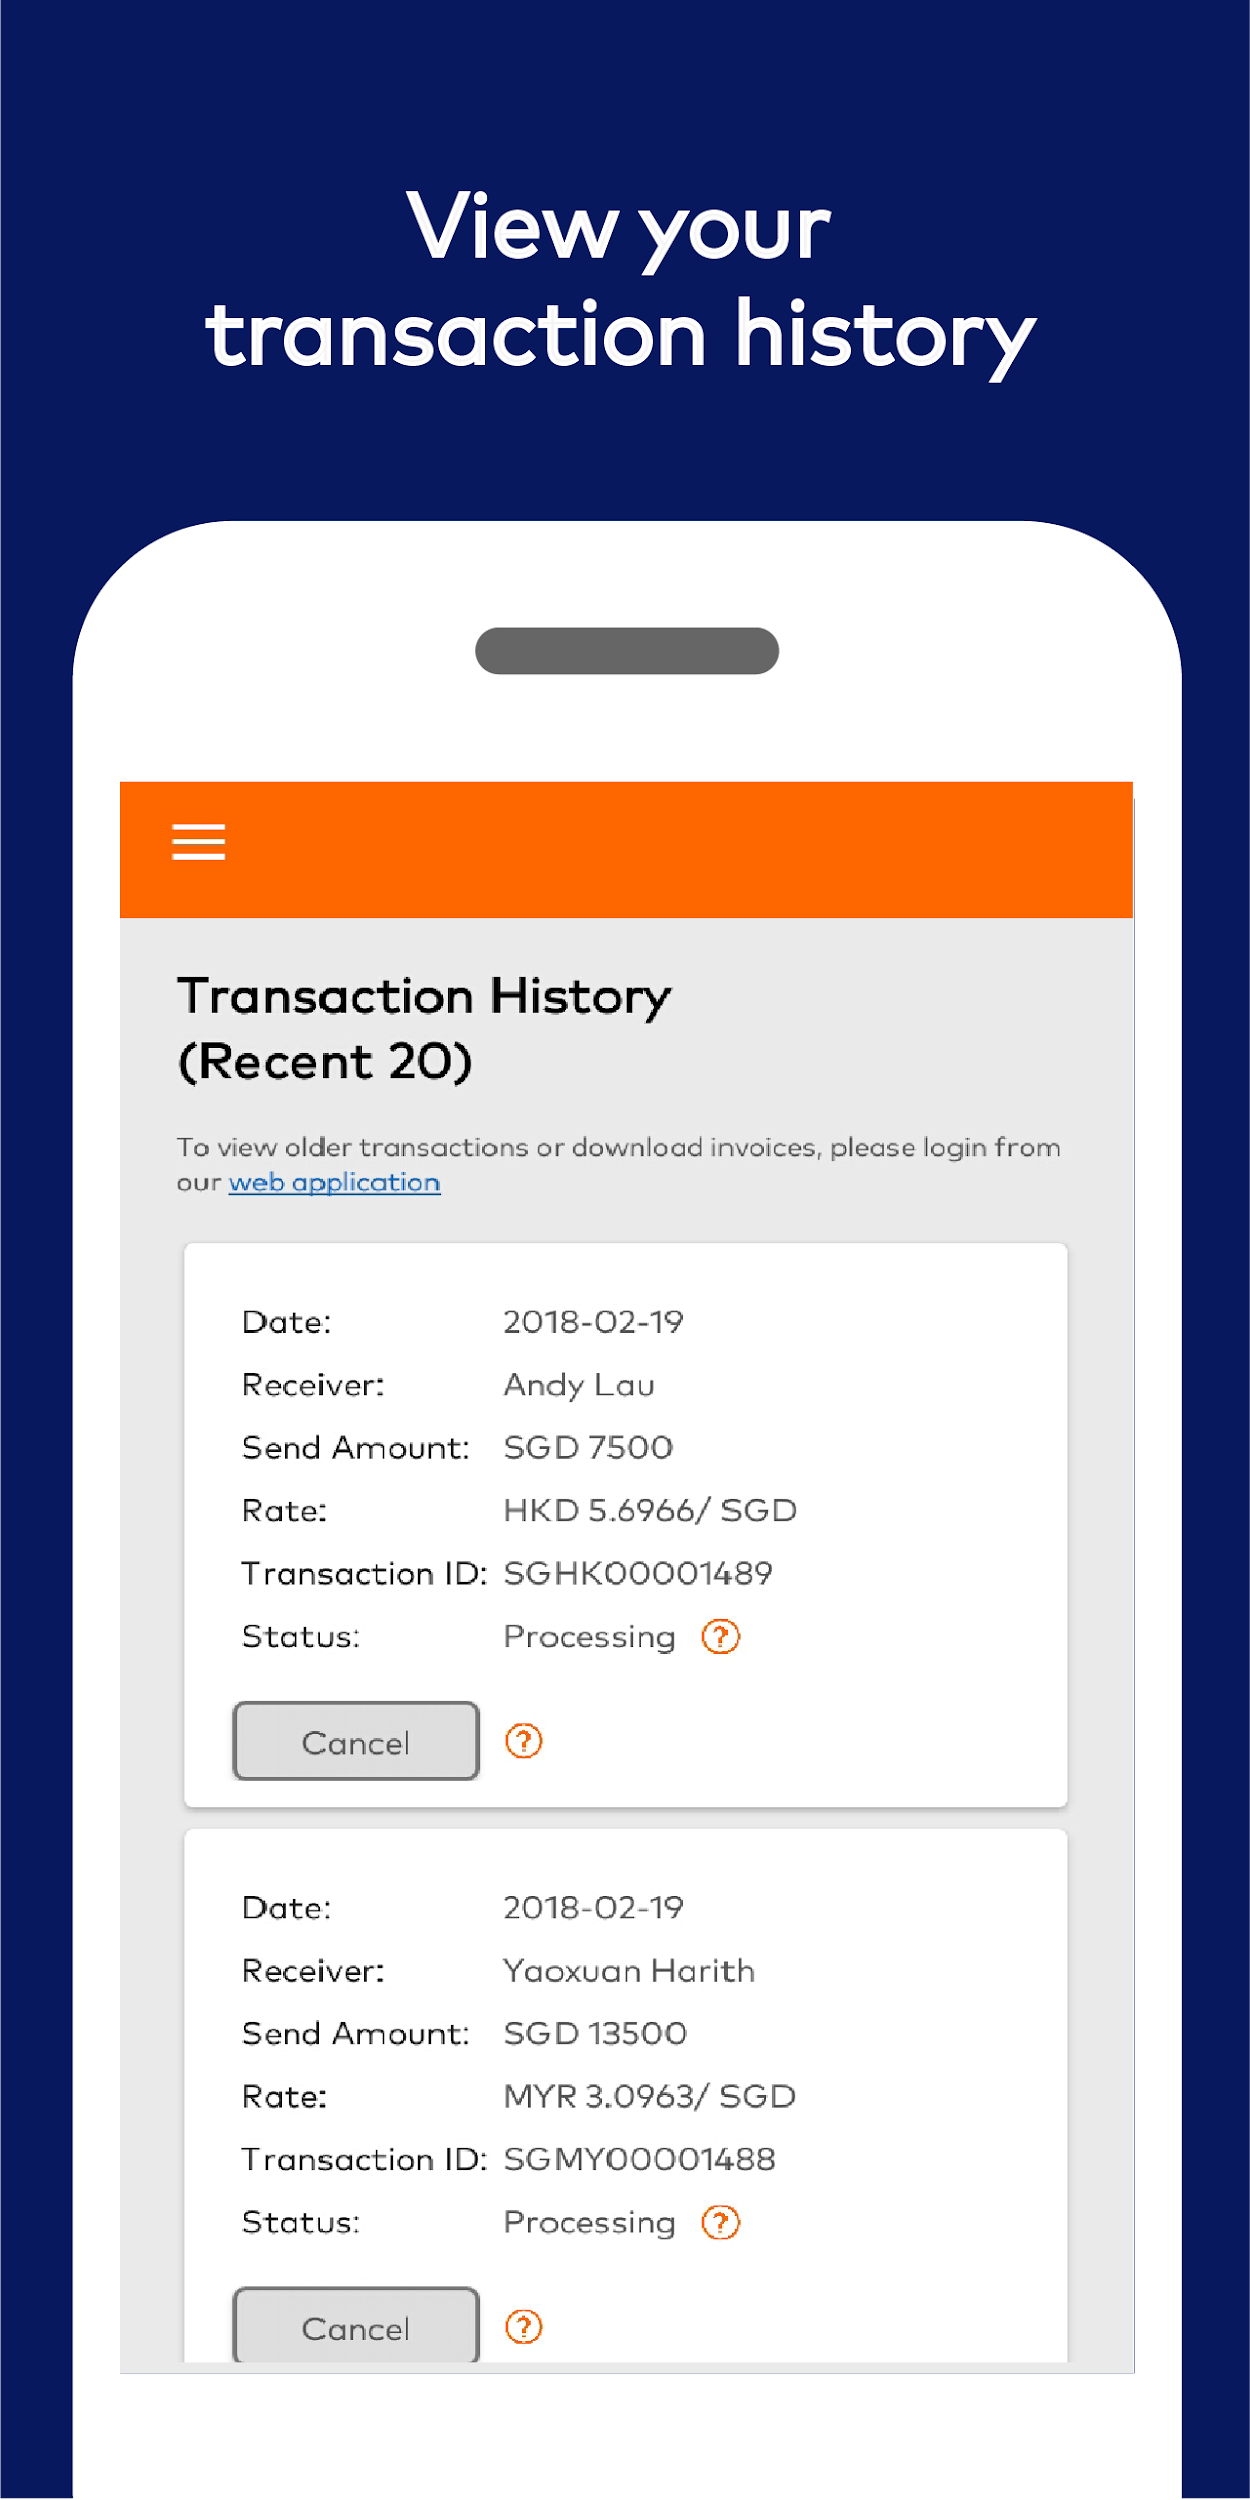 View your
transaction history
Transaction History
(Recent 20)
To view older transactions or download invoices, please login from
our web application
Date: 2018-02-19
Receiver: Andy Lau
Send Amount: SGD 7500
Rate: HKD 5.6966/ SGD
Transaction ID: SGHK00001489
Status: Processing ?
Cancel ?
Date: 2018-02-19
Receiver: Yaoxuan Harith
Send Amount: SGD 13500
Rate: MYR 3.0963/ SGD
Transaction ID: SGMY00001488
Status: Processing ?
Cancel ?